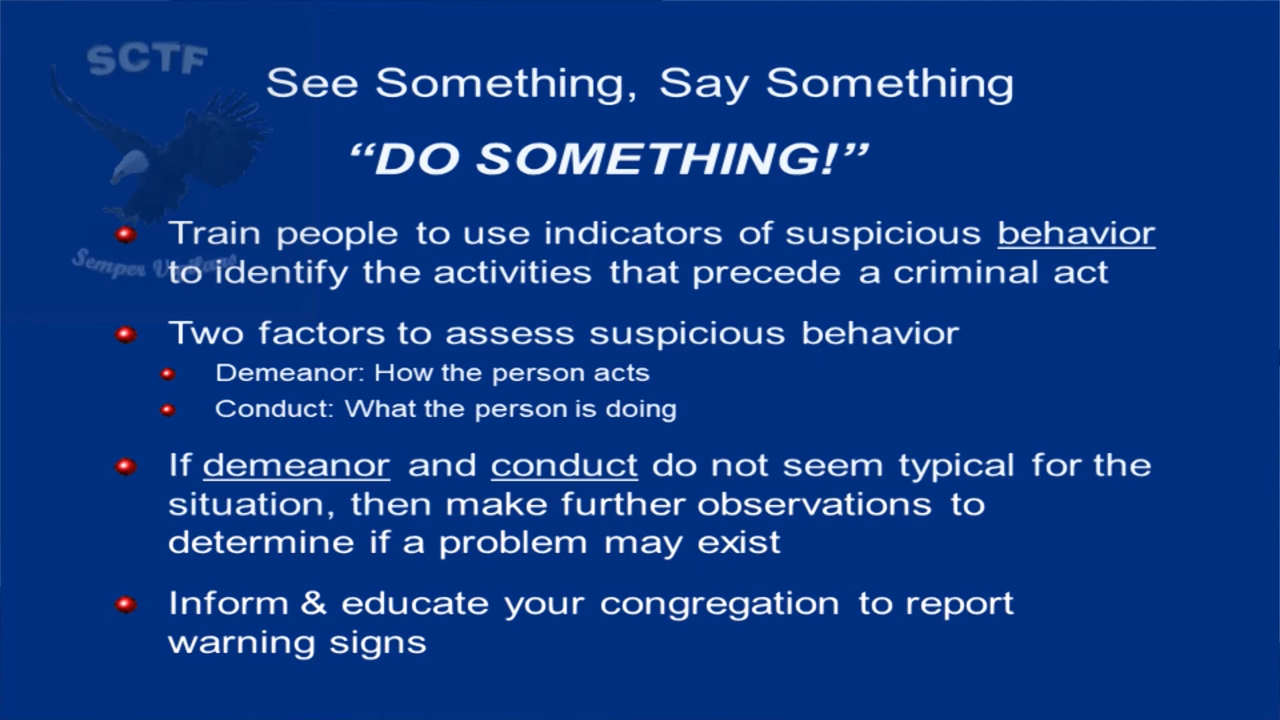 SCTF
See Something, Say Something
“DO SOMETHING!”
Train people to use indicators of suspicious behavior
Semper Vigilans
to identify the activities that precede a criminal act
Two factors to assess suspicious behavior
Demeanor: How the person acts
Conduct: What the person is doing
If demeanor and conduct do not seem typical for the
situation, then make further observations to
determine if a problem may exist
Inform & educate your congregation to report
warning signs